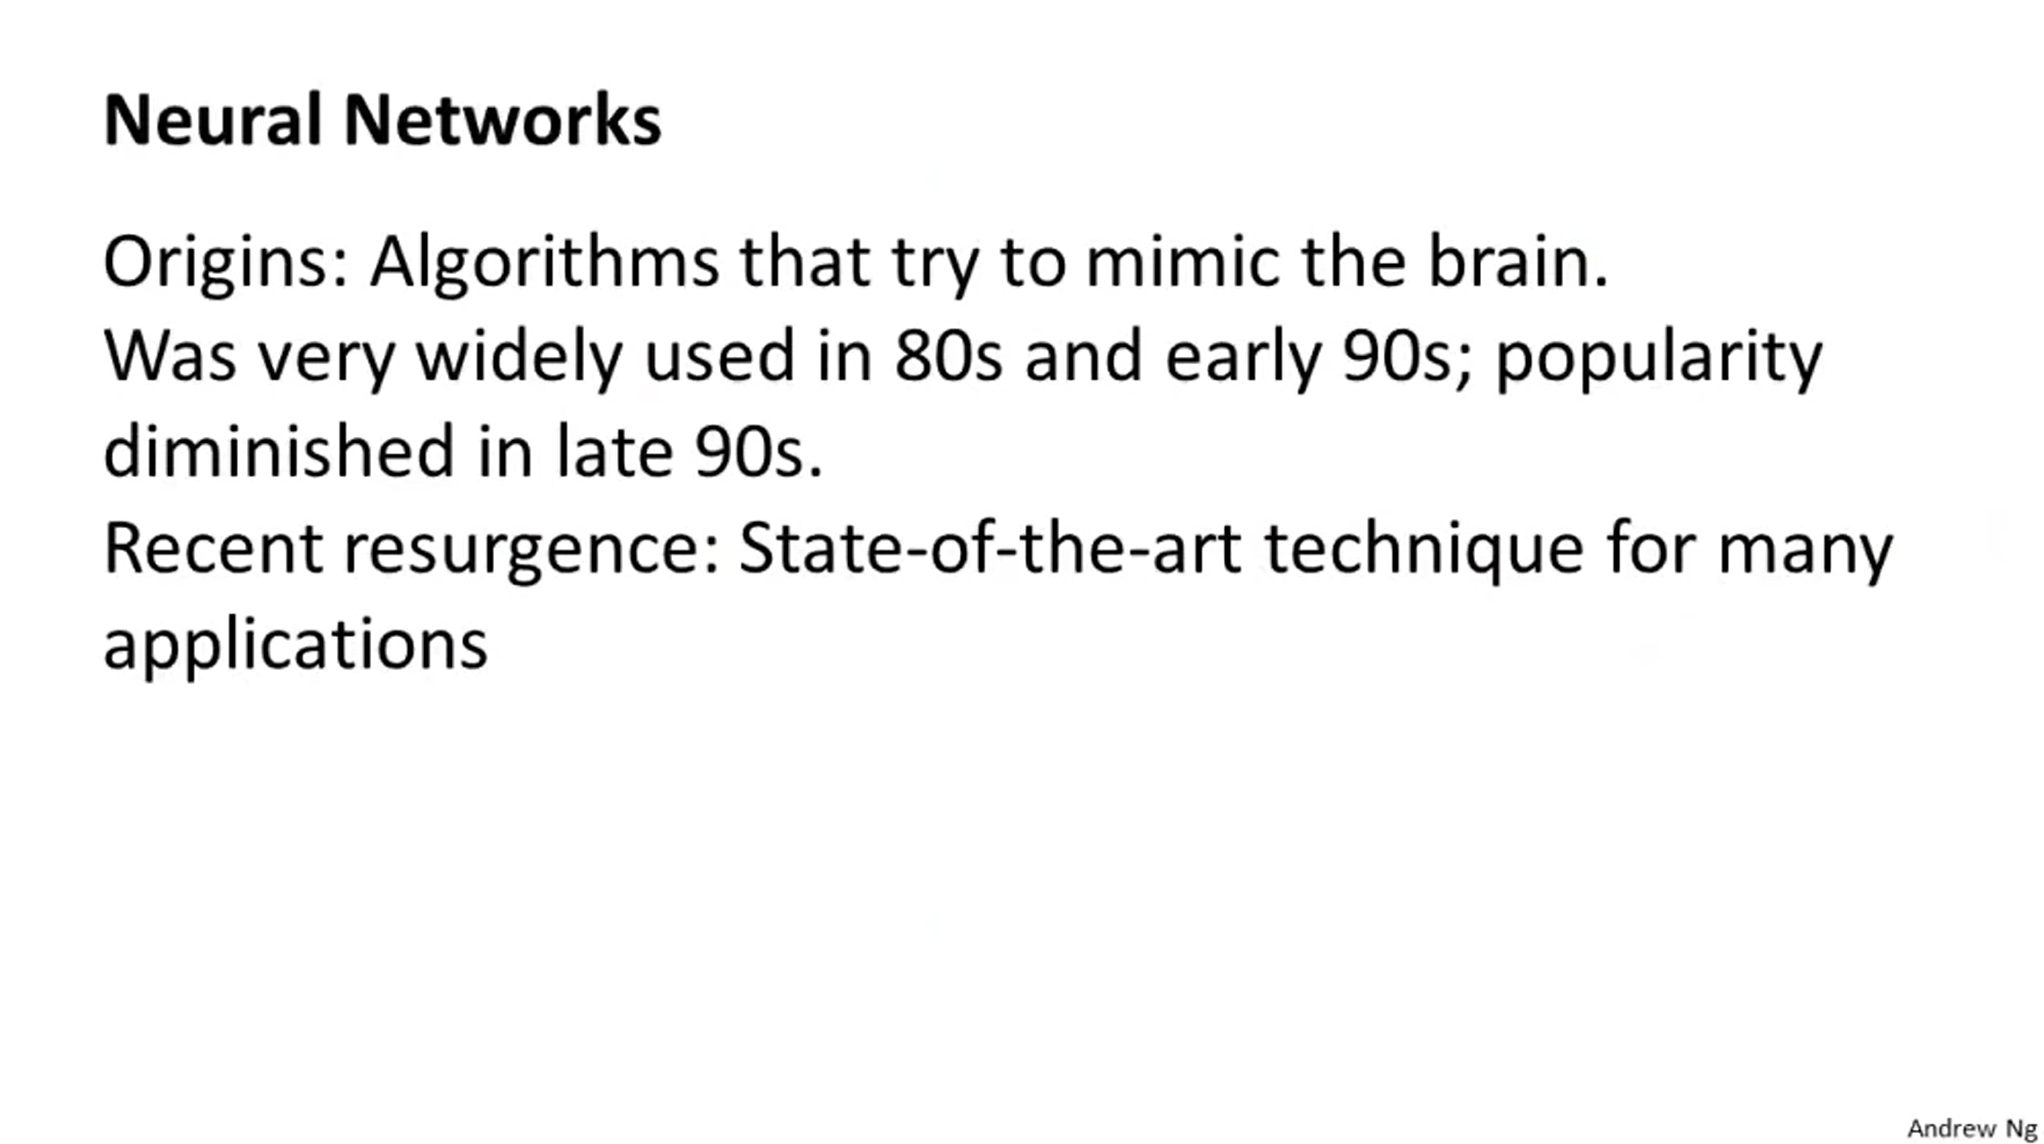 Neural Networks
Origins: Algorithms that try to mimic the brain.
Was very widely used in 80s and early 90s; popularity
diminished in late 90s.
Recent resurgence: State-of-the-art technique for many
applications
Andrew Ng